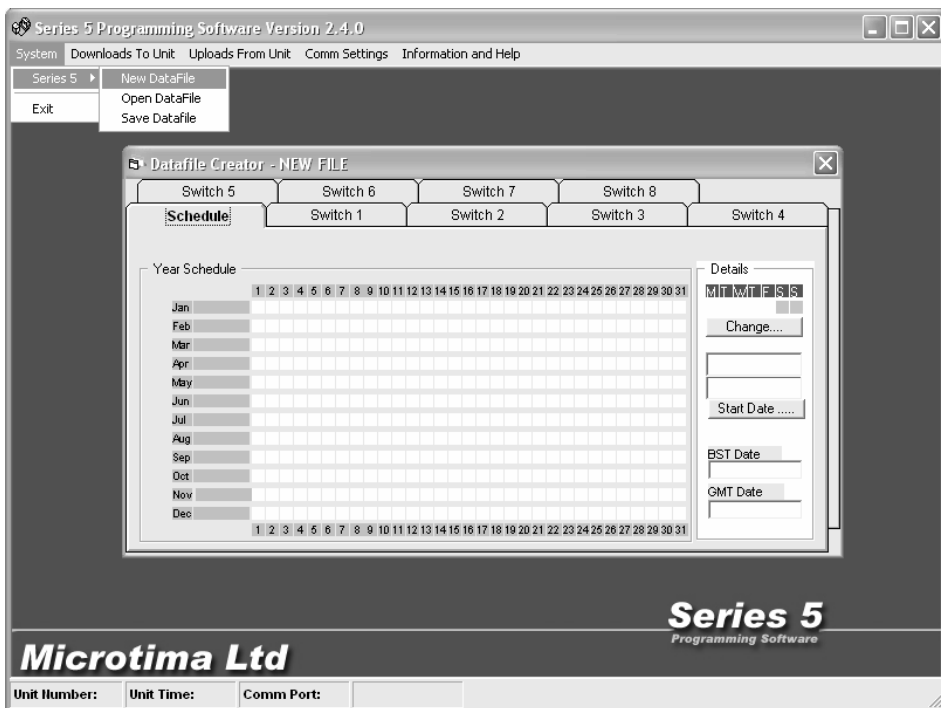 Series 5 Programming Software Version 2.4.0
System Downloads To Unit Uploads From Unit Comm Settings Information and Help
Series 5 New DataFile
Open DataFile
Exit
Save Datafile
Datafile Creator - NEW FILE
Switch 5 Switch 6 Switch 7 Switch 8
Schedule Switch 1 Switch 2 Switch 3 Switch 4
Year Schedule
Details
1 2 3 4 5 6 7 8 9 10 11 12 13 14 15 16 17 18 19 20 21 22 23 24 25 26 27 28 29 30 31
M T W T F S S
Jan
Feb
Change....
Mar
Apr
May
Jun
Start Date .....
Jul
Aug
Sep
BST Date
Oct
Nov
GMT Date
Dec
1 2 3 4 5 6 7 8 9 10 11 12 13 14 15 16 17 18 19 20 21 22 23 24 25 26 27 28 29 30 31
Series 5
Programming Software
Microtima Ltd
Unit Number: Unit Time: Comm Port: